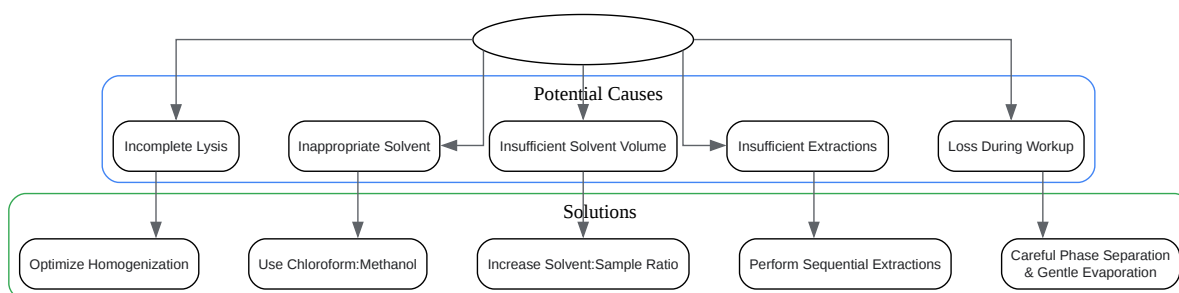 Potential Causes
Incomplete Lysis
Inappropriate Solvent
Insufficient Solvent Volume
Insufficient Extractions
Loss During Workup
Solutions
Optimize Homogenization
Use Chloroform:Methanol
Increase Solvent:Sample Ratio
Perform Sequential Extractions
Careful Phase Separation
& Gentle Evaporation